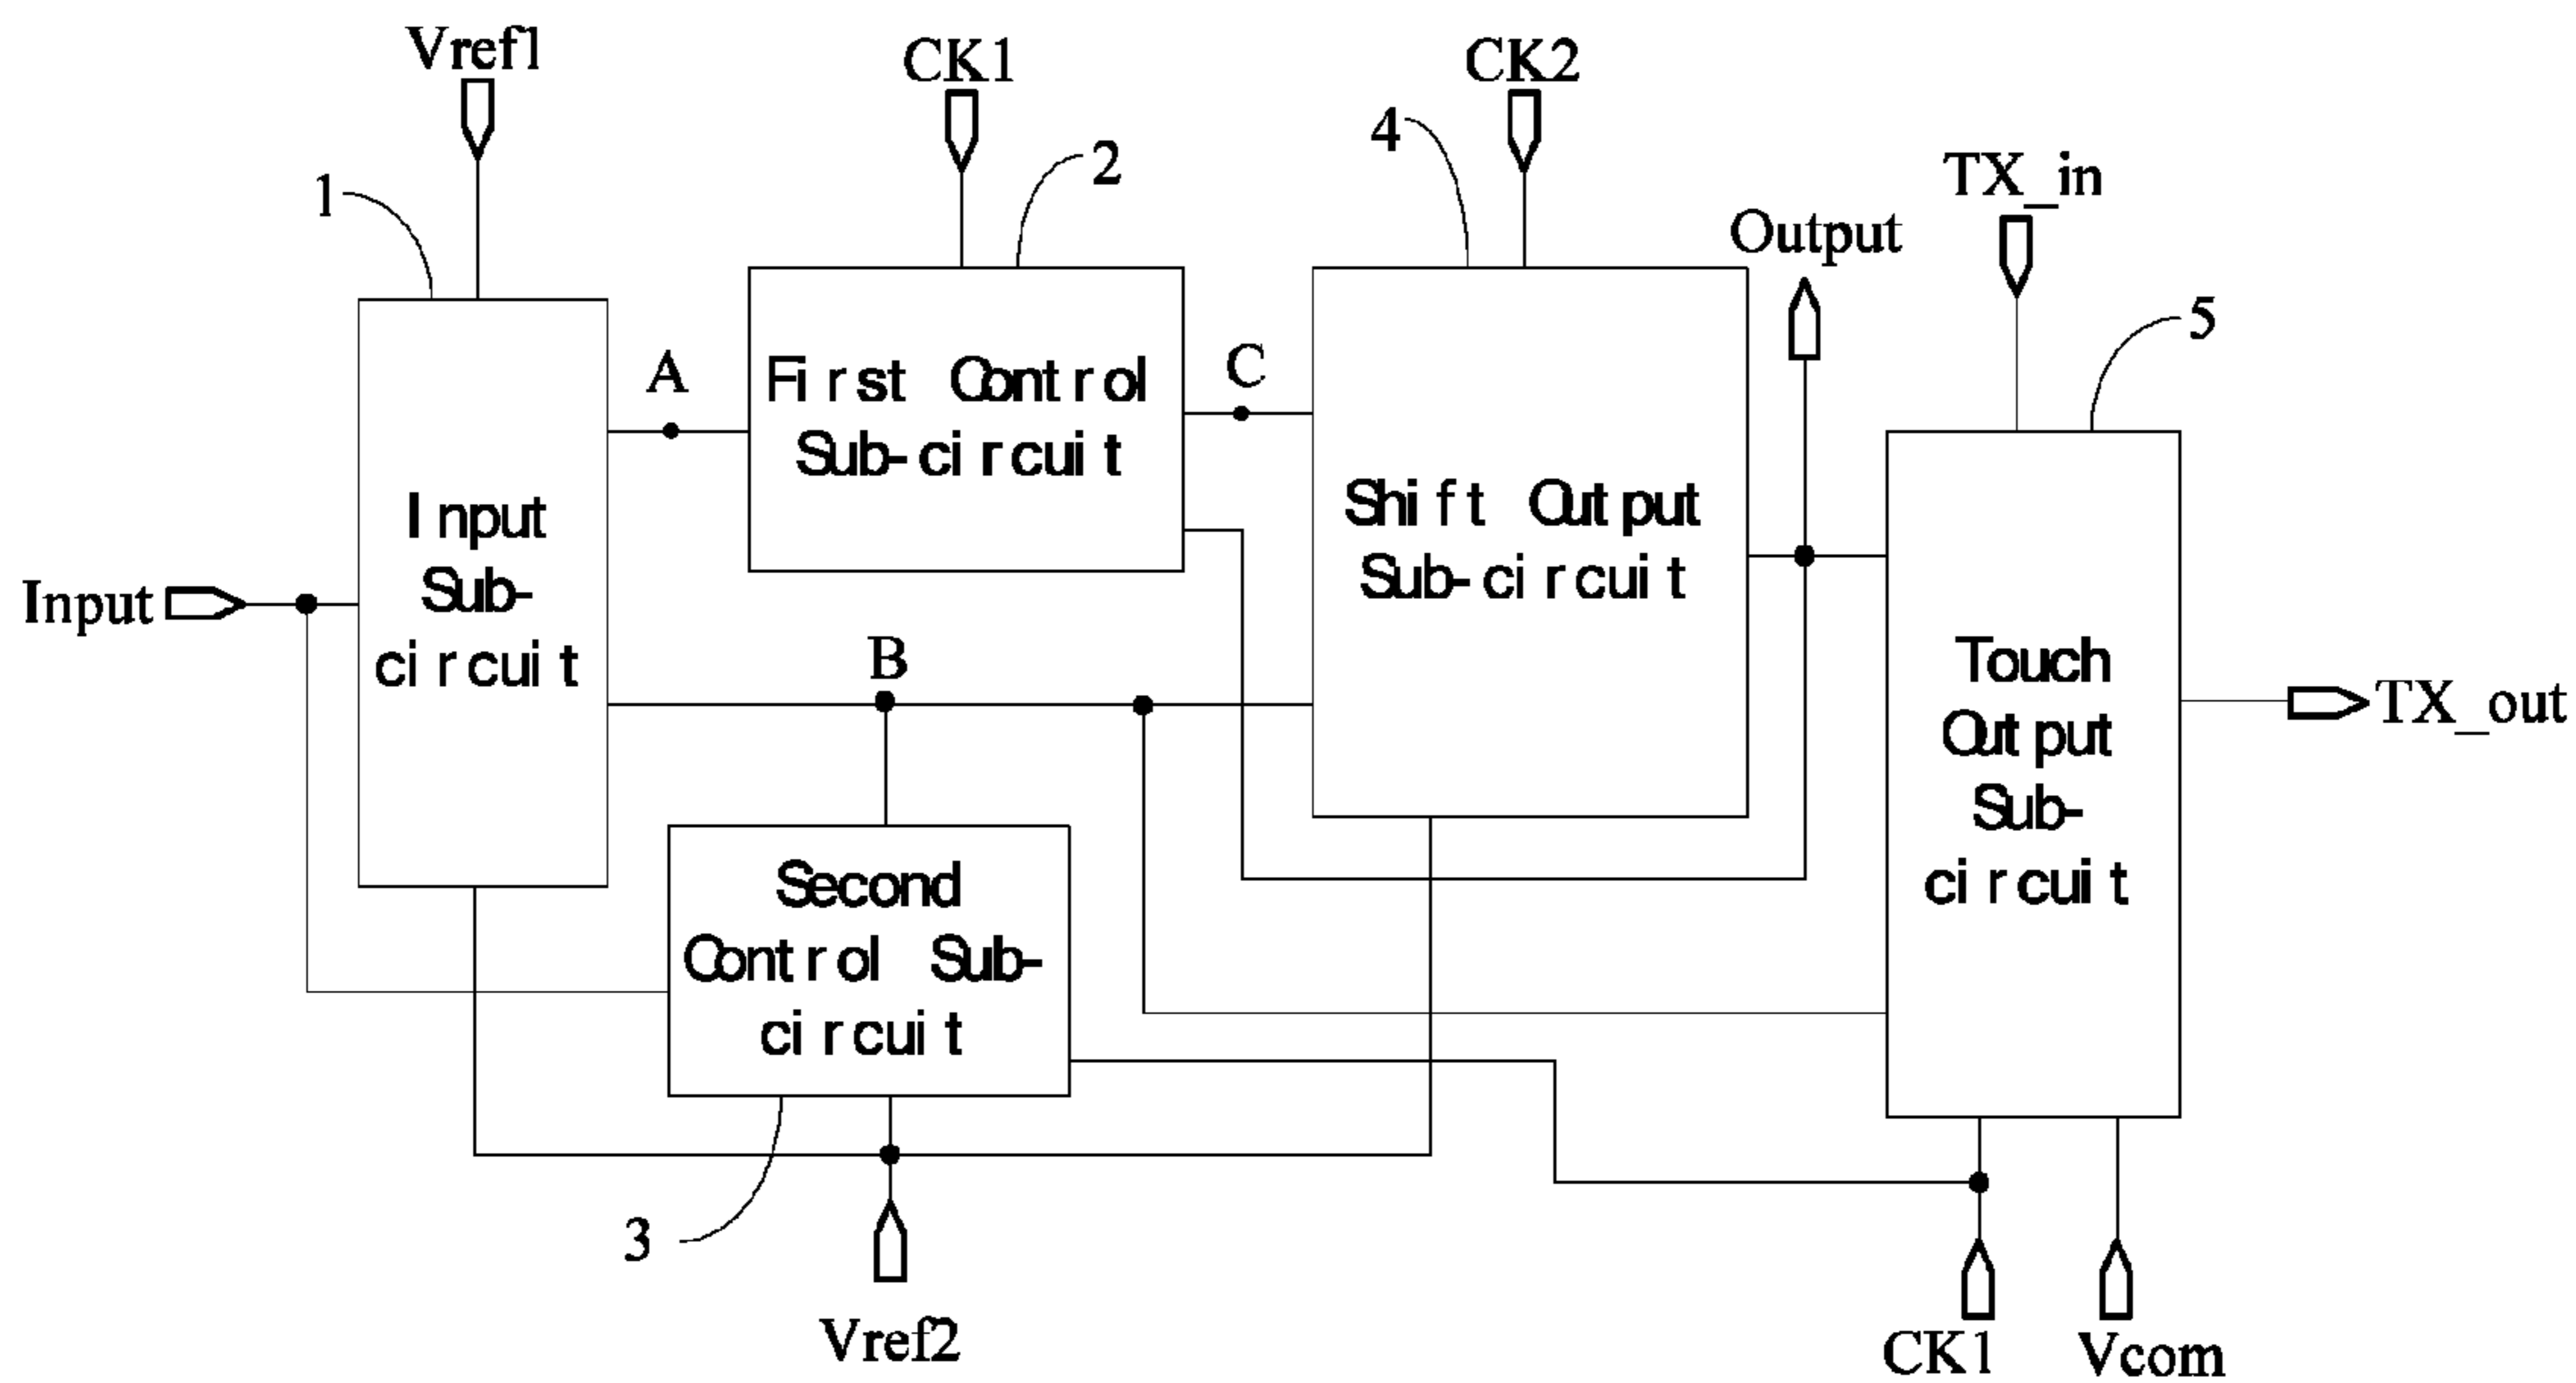 Vref1
CK1
CK2
4
2
TX_in
1
Output
5
A
C
First Control
Sub-circuit
Input
Sub-
circuit
Shift Output
Sub-circuit
Input
B
Touch
Output
Sub-
circuit
TX_out
Second
Control Sub-
circuit
3
Vref2
CK1
Vcom